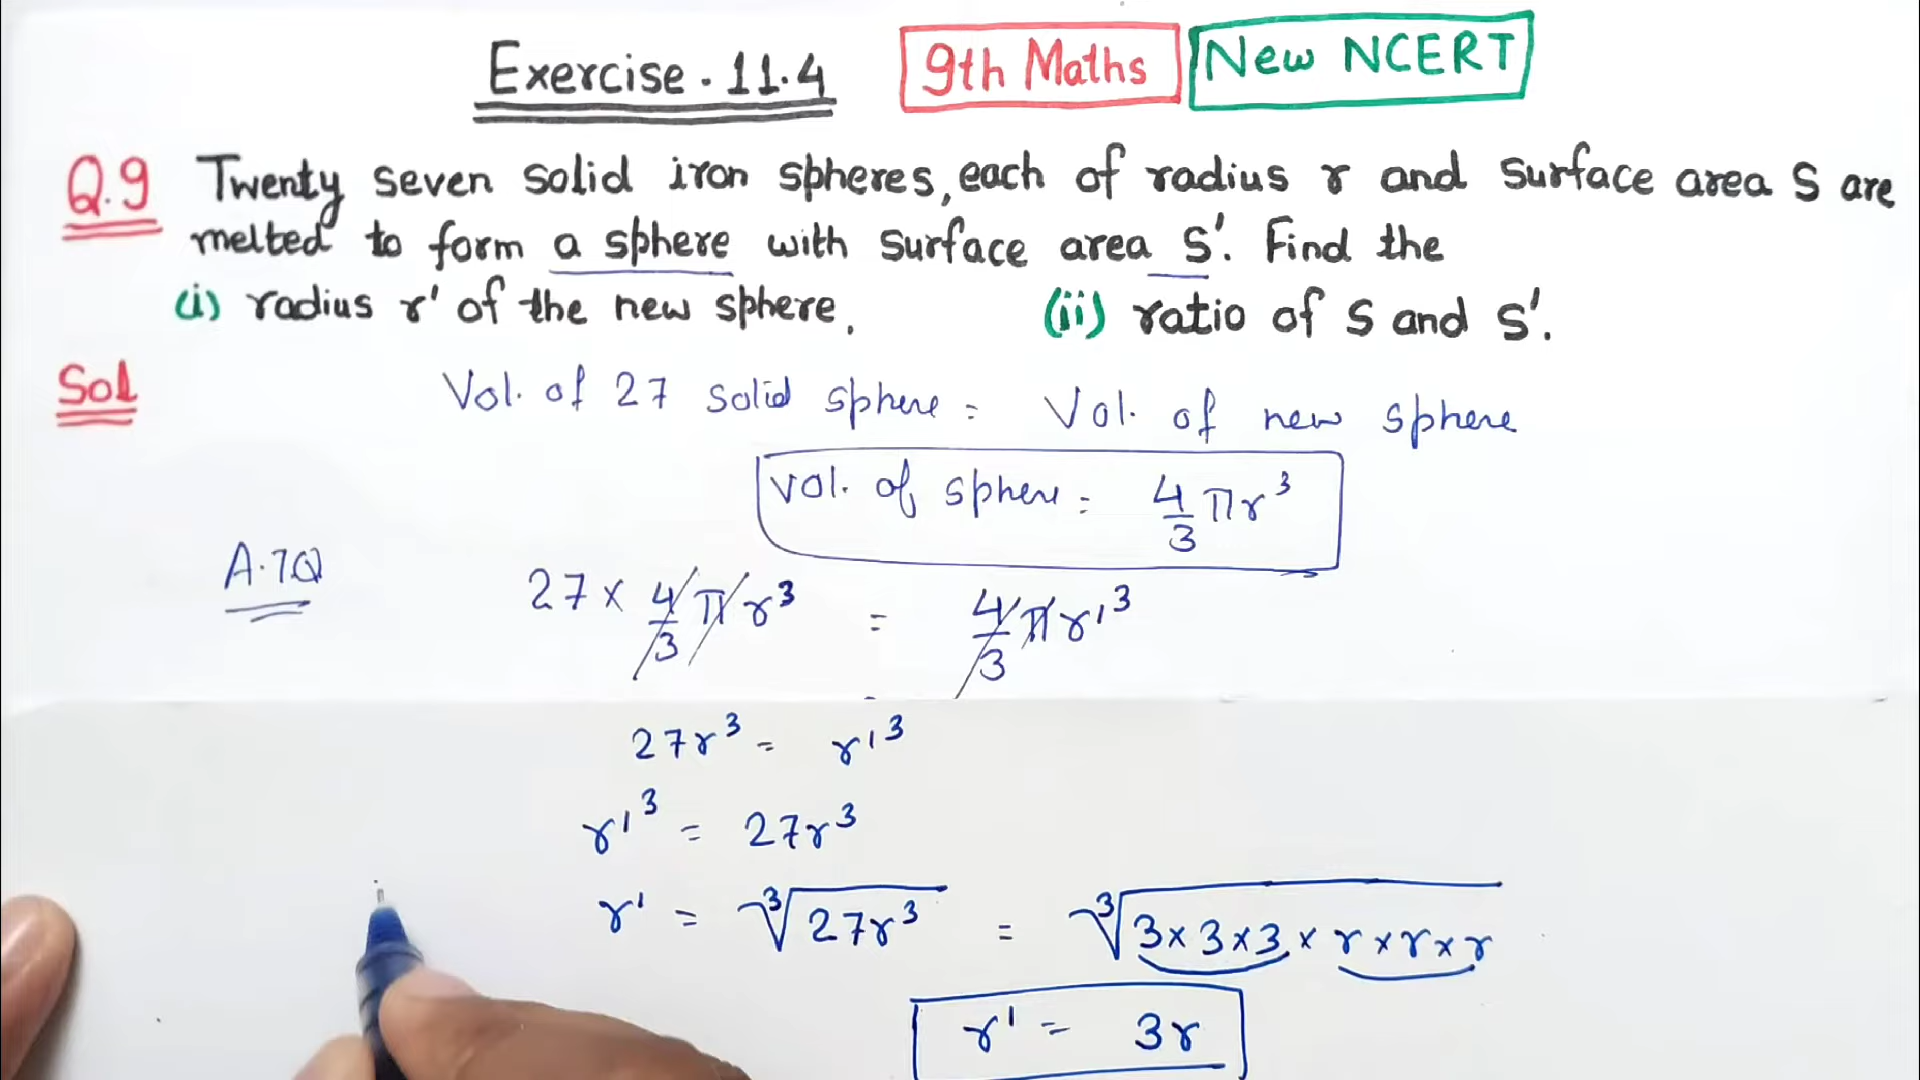 Exercise. 11.4 9th Maths New NCERT
Q.9 Twenty seven solid iron spheres, each of radius r and surface area S are
melted to form a sphere with surface area S'. Find the
(i) radius r' of the new sphere. (ii) ratio of S and S'.
Sol Vol. of 27 solid sphere = Vol. of new sphere
Vol. of sphere = 4/3 πr³
A.TQ 27 × 4/3 πr³ = 4/3 πr'³
27r³ = r'³
r'³ = 27r³
r' = ∛27r³ = ∛3×3×3×r×r×r
r' = 3r